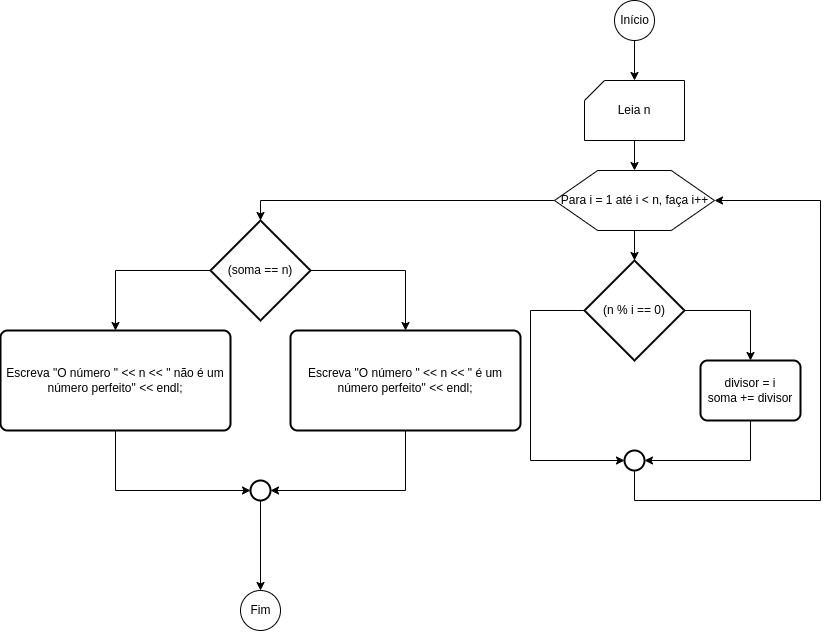 Início
Leia n
Para i = 1 até i < n, faça i++
(soma == n)
(n % i == 0)
Escreva "O número " << n << " não é um
número perfeito" << endl;
Escreva "O número " << n << " é um
número perfeito" << endl;
divisor = i
soma += divisor
Fim